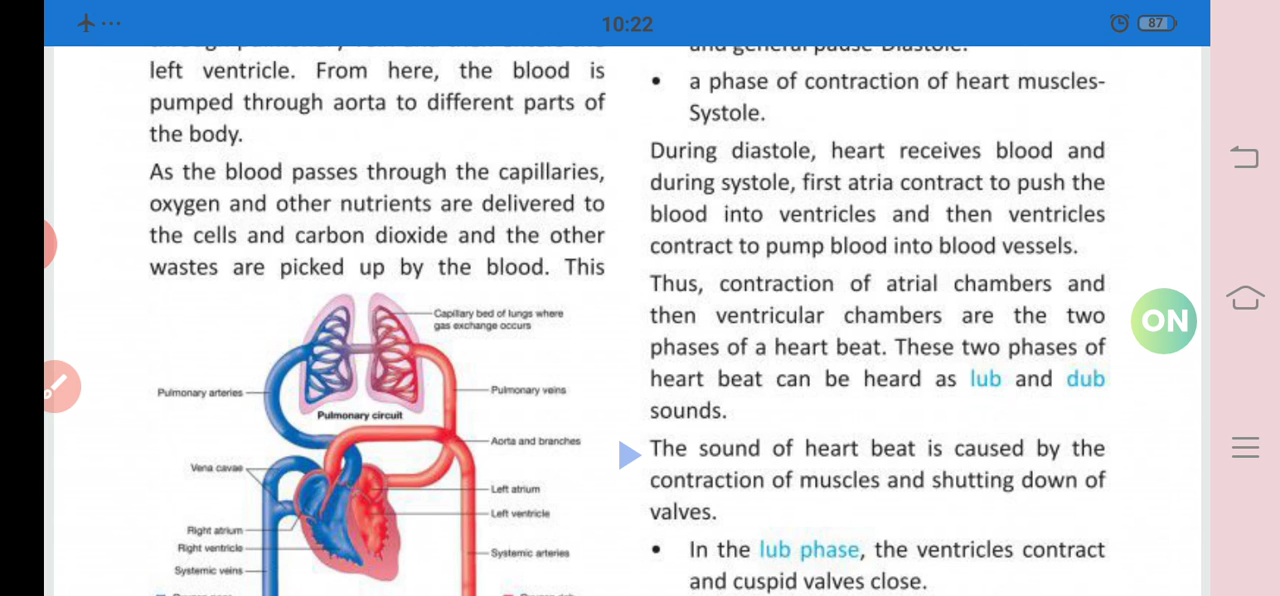 10:22
87
left ventricle. From here, the blood is
pumped through aorta to different parts of
the body.
As the blood passes through the capillaries,
oxygen and other nutrients are delivered to
the cells and carbon dioxide and the other
wastes are picked up by the blood. This
Capillary bed of lungs where
gas exchange occurs
Pulmonary arteries
Pulmonary veins
Pulmonary circuit
Aorta and branches
Vena cavae
Left atrium
Left ventricle
Right atrium
Right ventricle
Systemic arteries
Systemic veins
and general pause-Diastole.
• a phase of contraction of heart muscles-
Systole.
During diastole, heart receives blood and
during systole, first atria contract to push the
blood into ventricles and then ventricles
contract to pump blood into blood vessels.
Thus, contraction of atrial chambers and
then ventricular chambers are the two
phases of a heart beat. These two phases of
heart beat can be heard as lub and dub
sounds.
The sound of heart beat is caused by the
contraction of muscles and shutting down of
valves.
• In the lub phase, the ventricles contract
and cuspid valves close.
ON